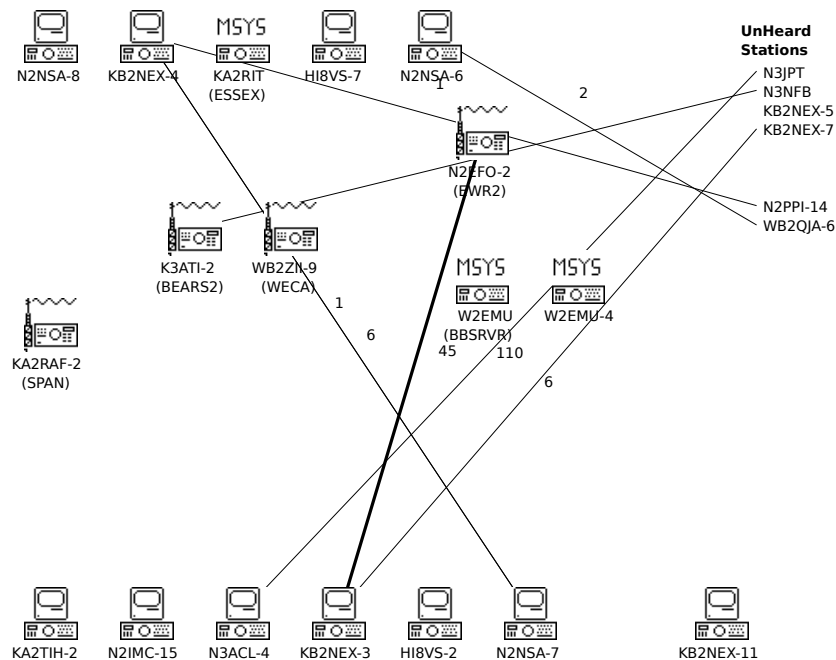 UnHeard
Stations
MSYS
N2NSA-8
KB2NEX-4
KA2RIT
(ESSEX)
HI8VS-7
N2NSA-6
1
2
N3JPT
N3NFB
KB2NEX-5
KB2NEX-7
N2EFO-2
(EWR2)
N2PPI-14
WB2QJA-6
K3ATI-2
(BEARS2)
WB2ZII-9
(WECA)
MSYS
MSYS
W2EMU
(BBSRVR)
W2EMU-4
1
6
45
110
6
KA2RAF-2
(SPAN)
KA2TIH-2
N2IMC-15
N3ACL-4
KB2NEX-3
HI8VS-2
N2NSA-7
KB2NEX-11